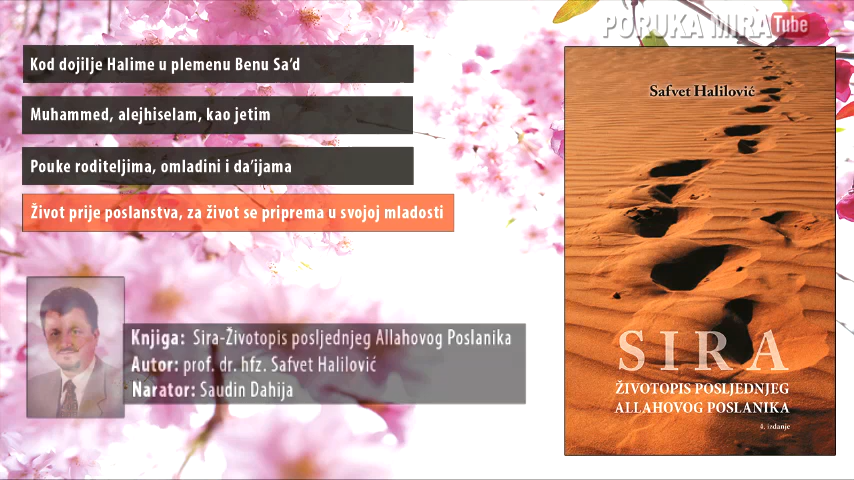 PORUKA MIRA Tube
Kod dojilje Halime u plemenu Benu Sa'd
Muhammed, alejhiselam, kao jetim
Pouke roditeljima, omladini i da'ijama
Život prije poslanstva, za život se priprema u svojoj mladosti
Knjiga: Sira-Životopis posljednjeg Allahovog Poslanika
Autor: prof. dr. hfz. Safvet Halilović
Narator: Saudin Dahija
Safvet Halilović
SIRA
ŽIVOTOPIS POSLJEDNJEG
ALLAHOVOG POSLANIKA
4. izdanje